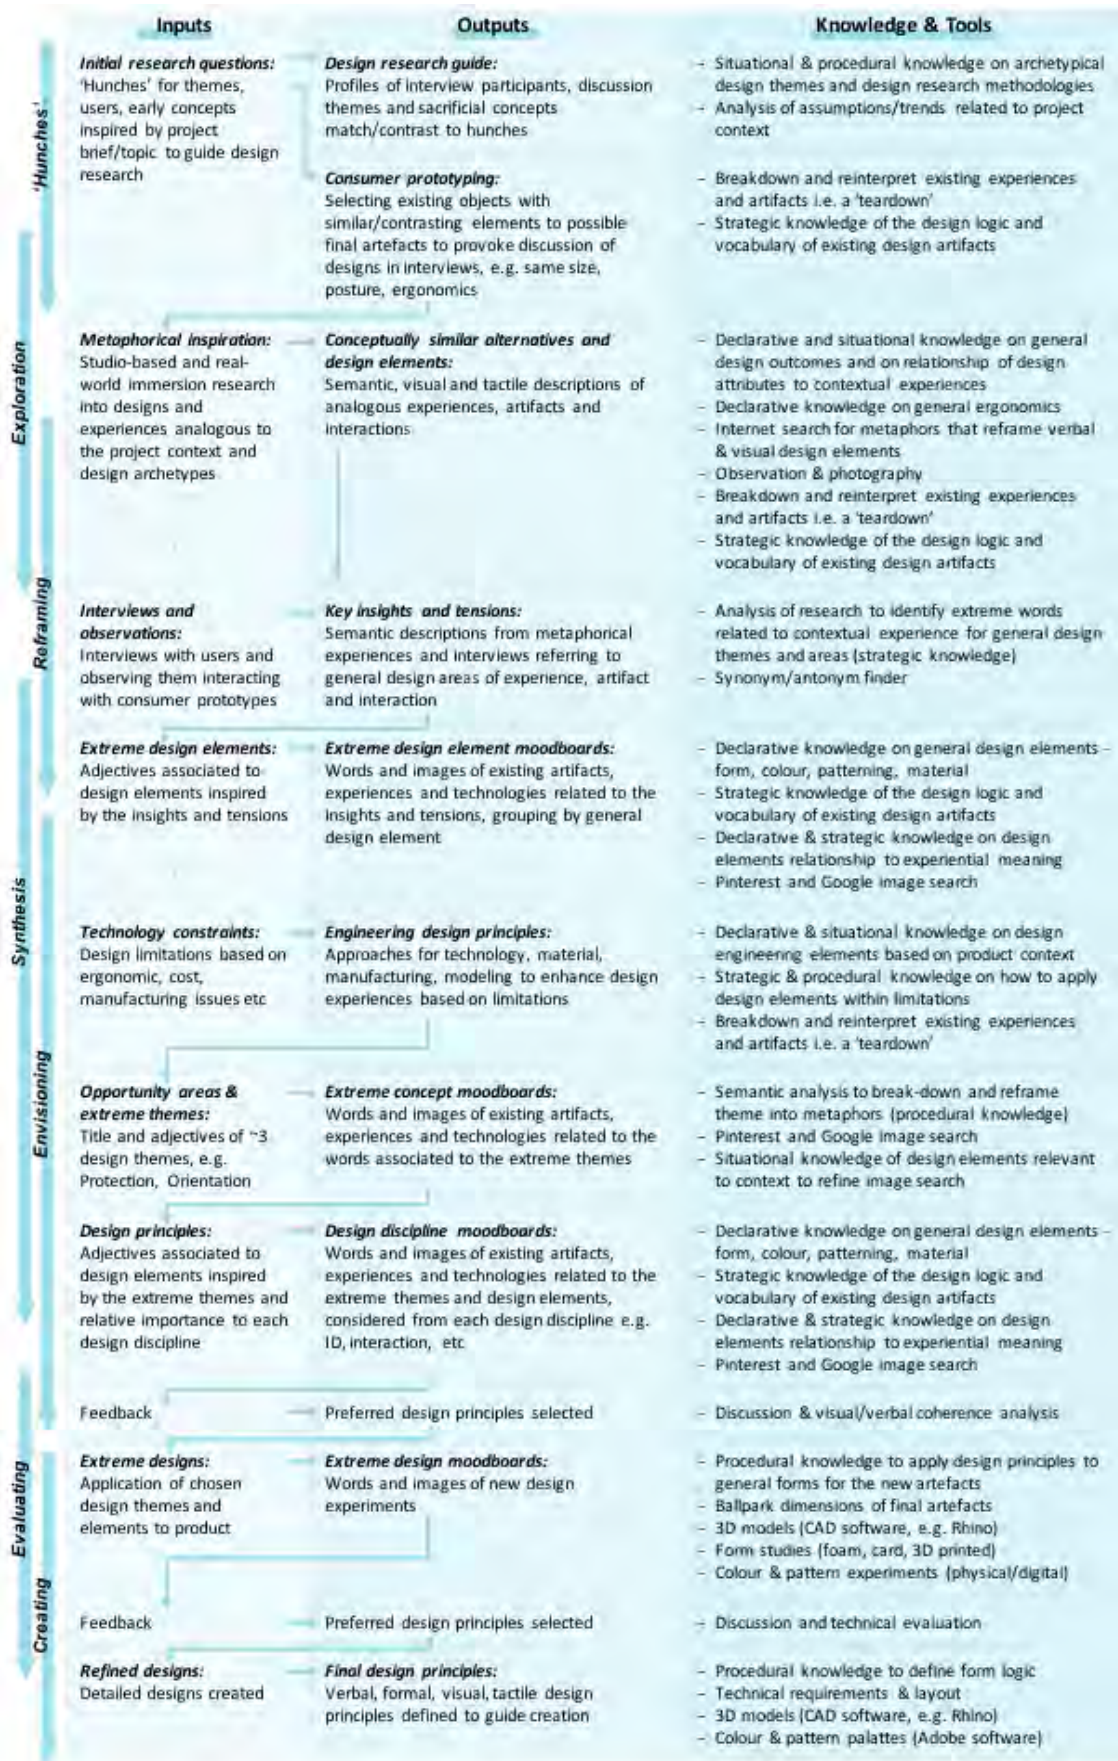 Inputs
Outputs
Knowledge & Tools
'Hunches'
Exploration
Reframing
Synthesis
Envisioning
Evaluating
Creating
Initial research questions:
'Hunches' for themes,
users, early concepts
inspired by project
brief/topic to guide design
research
Design research guide:
Profiles of interview participants, discussion
themes and sacrificial concepts
match/contrast to hunches
– Situational & procedural knowledge on archetypical
design themes and design research methodologies
– Analysis of assumptions/trends related to project
context
Consumer prototyping:
Selecting existing objects with
similar/contrasting elements to possible
final artefacts to provoke discussion of
designs in interviews, e.g. same size,
posture, ergonomics
– Breakdown and reinterpret existing experiences
and artifacts i.e. a 'teardown'
– Strategic knowledge of the design logic and
vocabulary of existing design artifacts
Metaphorical inspiration:
Studio-based and real-
world immersion research
into designs and
experiences analogous to
the project context and
design archetypes
Conceptually similar alternatives and
design elements:
Semantic, visual and tactile descriptions of
analogous experiences, artifacts and
interactions
– Declarative and situational knowledge on general
design outcomes and on relationship of design
attributes to contextual experiences
– Declarative knowledge on general ergonomics
– Internet search for metaphors that reframe verbal
& visual design elements
– Observation & photography
– Breakdown and reinterpret existing experiences
and artifacts i.e. a 'teardown'
– Strategic knowledge of the design logic and
vocabulary of existing design artifacts
Interviews and
observations:
Interviews with users and
observing them interacting
with consumer prototypes
Key insights and tensions:
Semantic descriptions from metaphorical
experiences and interviews referring to
general design areas of experience, artifact
and interaction
– Analysis of research to identify extreme words
related to contextual experience for general design
themes and areas (strategic knowledge)
– Synonym/antonym finder
Extreme design elements:
Adjectives associated to
design elements inspired
by the insights and tensions
Extreme design element moodboards:
Words and images of existing artifacts,
experiences and technologies related to the
insights and tensions, grouping by general
design element
– Declarative knowledge on general design elements –
form, colour, patterning, material
– Strategic knowledge of the design logic and
vocabulary of existing design artifacts
– Declarative & strategic knowledge on design
elements relationship to experiential meaning
– Pinterest and Google image search
Technology constraints:
Design limitations based on
ergonomic, cost,
manufacturing issues etc
Engineering design principles:
Approaches for technology, material,
manufacturing, modeling to enhance design
experiences based on limitations
– Declarative & situational knowledge on design
engineering elements based on product context
– Strategic & procedural knowledge on how to apply
design elements within limitations
– Breakdown and reinterpret existing experiences
and artifacts i.e. a 'teardown'
Opportunity areas &
extreme themes:
Title and adjectives of ~3
design themes, e.g.
Protection, Orientation
Extreme concept moodboards:
Words and images of existing artifacts,
experiences and technologies related to the
words associated to the extreme themes
– Semantic analysis to break-down and reframe
theme into metaphors (procedural knowledge)
– Pinterest and Google image search
– Situational knowledge of design elements relevant
to context to refine image search
Design principles:
Adjectives associated to
design elements inspired
by the extreme themes and
relative importance to each
design discipline
Design discipline moodboards:
Words and images of existing artifacts,
experiences and technologies related to the
extreme themes and design elements,
considered from each design discipline e.g.
ID, interaction, etc
– Declarative knowledge on general design elements –
form, colour, patterning, material
– Strategic knowledge of the design logic and
vocabulary of existing design artifacts
– Declarative & strategic knowledge on design
elements relationship to experiential meaning
– Pinterest and Google image search
Feedback
Preferred design principles selected
– Discussion & visual/verbal coherence analysis
Extreme designs:
Application of chosen
design themes and
elements to product
Extreme design moodboards:
Words and images of new design
experiments
– Procedural knowledge to apply design principles to
general forms for the new artefacts
– Ballpark dimensions of final artefacts
– 3D models (CAD software, e.g. Rhino)
– Form studies (foam, card, 3D printed)
– Colour & pattern experiments (physical/digital)
Feedback
Preferred design principles selected
– Discussion and technical evaluation
Refined designs:
Detailed designs created
Final design principles:
Verbal, formal, visual, tactile design
principles defined to guide creation
– Procedural knowledge to define form logic
– Technical requirements & layout
– 3D models (CAD software, e.g. Rhino)
– Colour & pattern palattes (Adobe software)